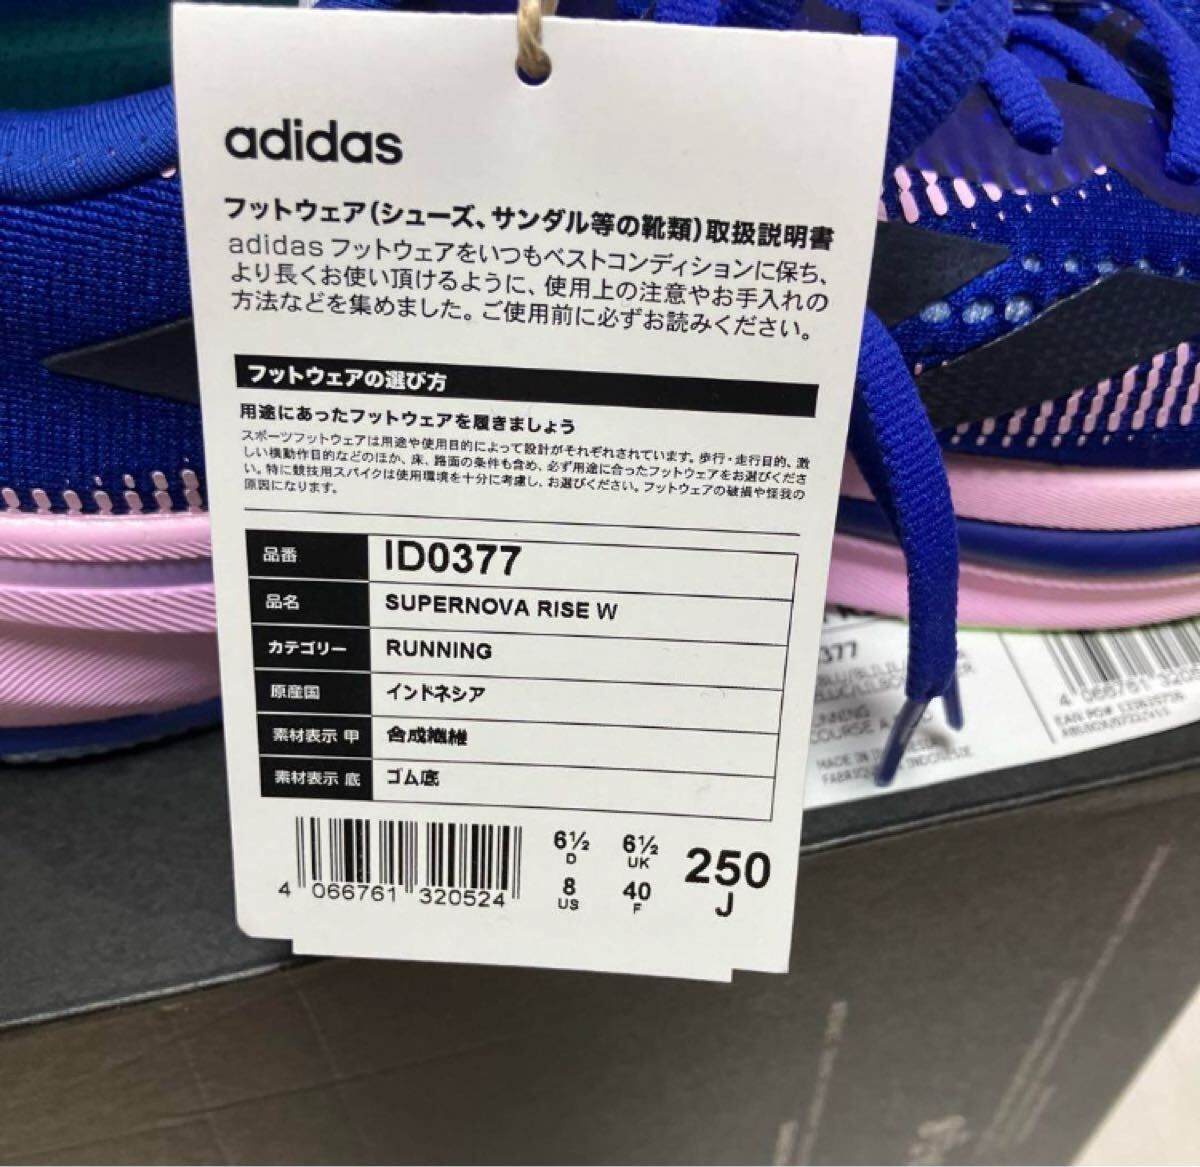 adidas
フットウェア(シューズ、サンダル等の靴類)取扱説明書
adidas フットウェアをいつもベストコンディションに保ち、
より長くお使い頂けるように、使用上の注意やお手入れの
方法などを集めました。ご使用前に必ずお読みください。
フットウェアの選び方
用途にあったフットウェアを履きましょう
スポーツフットウェアは用途や使用目的によって設計がそれぞれされています。歩行・走行目的、激
しい機動作目的などのほか、床、路面の条件も含め、必ず用途に合ったフットウェアをお選びくださ
い。特に競技用スパイクは使用環境を十分に考慮し、お選びください。フットウェアの破損や怪我の
原因になります。
品番 ID0377
品名 SUPERNOVA RISE W
カテゴリー RUNNING
原産国 インドネシア
素材表示 甲 合成繊維
素材表示 底 ゴム底
4 066761 320524
6½ D 6½ UK
8 US 40 F
250 J
377
RUNNING
COURSE À
MADE IN
INDONESIE
4 066761